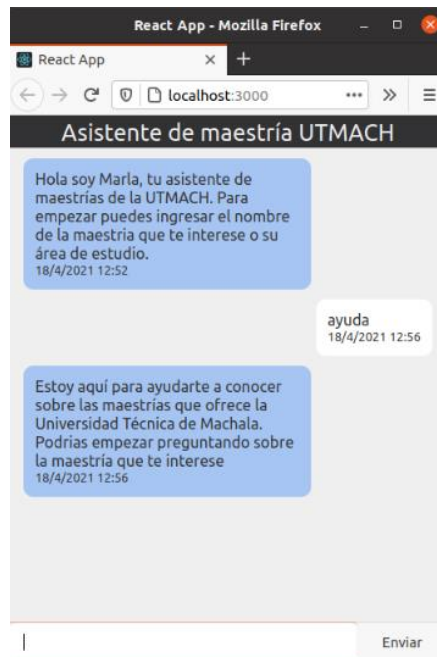 React App - Mozilla Firefox
React App
localhost:3000
Asistente de maestría UTMACH
Hola soy Marla, tu asistente de
maestrías de la UTMACH. Para
empezar puedes ingresar el nombre
de la maestria que te interese o su
área de estudio.
18/4/2021 12:52
ayuda
18/4/2021 12:56
Estoy aquí para ayudarte a conocer
sobre las maestrías que ofrece la
Universidad Técnica de Machala.
Podrias empezar preguntando sobre
la maestría que te interese
18/4/2021 12:56
Enviar